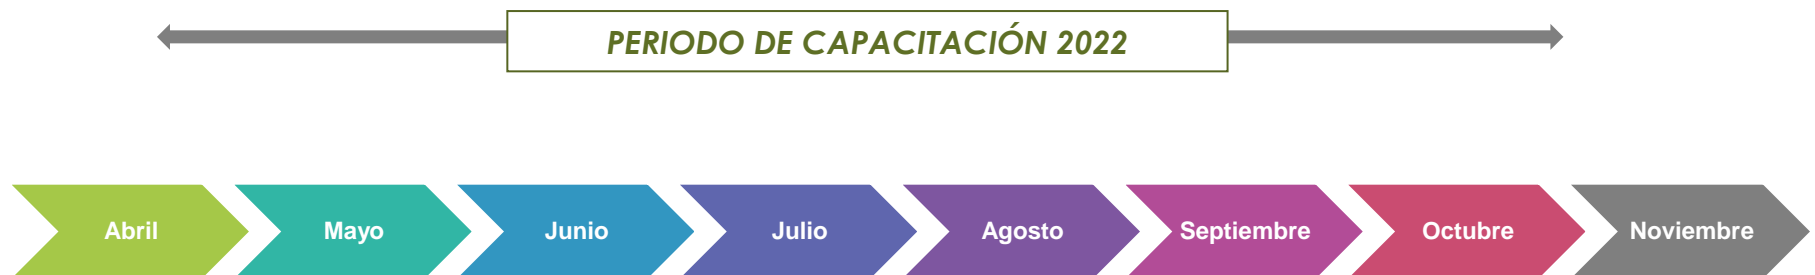 PERIODO DE CAPACITACIÓN 2022
Abril
Mayo
Junio
Julio
Agosto
Septiembre
Octubre
Noviembre